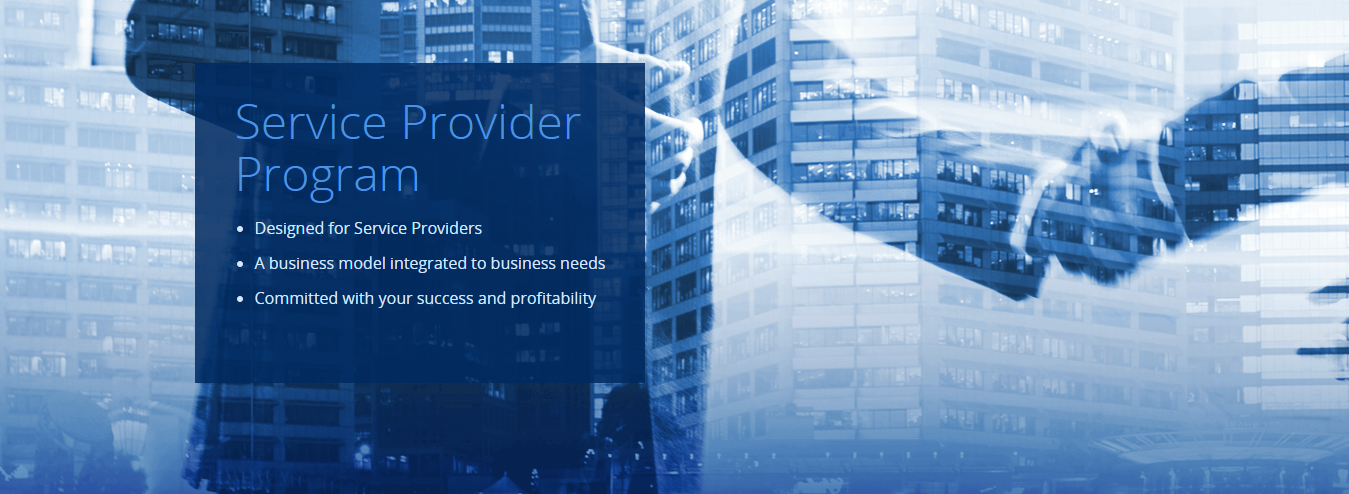 Service Provider
Program
Designed for Service Providers
A business model integrated to business needs
Committed with your success and profitability